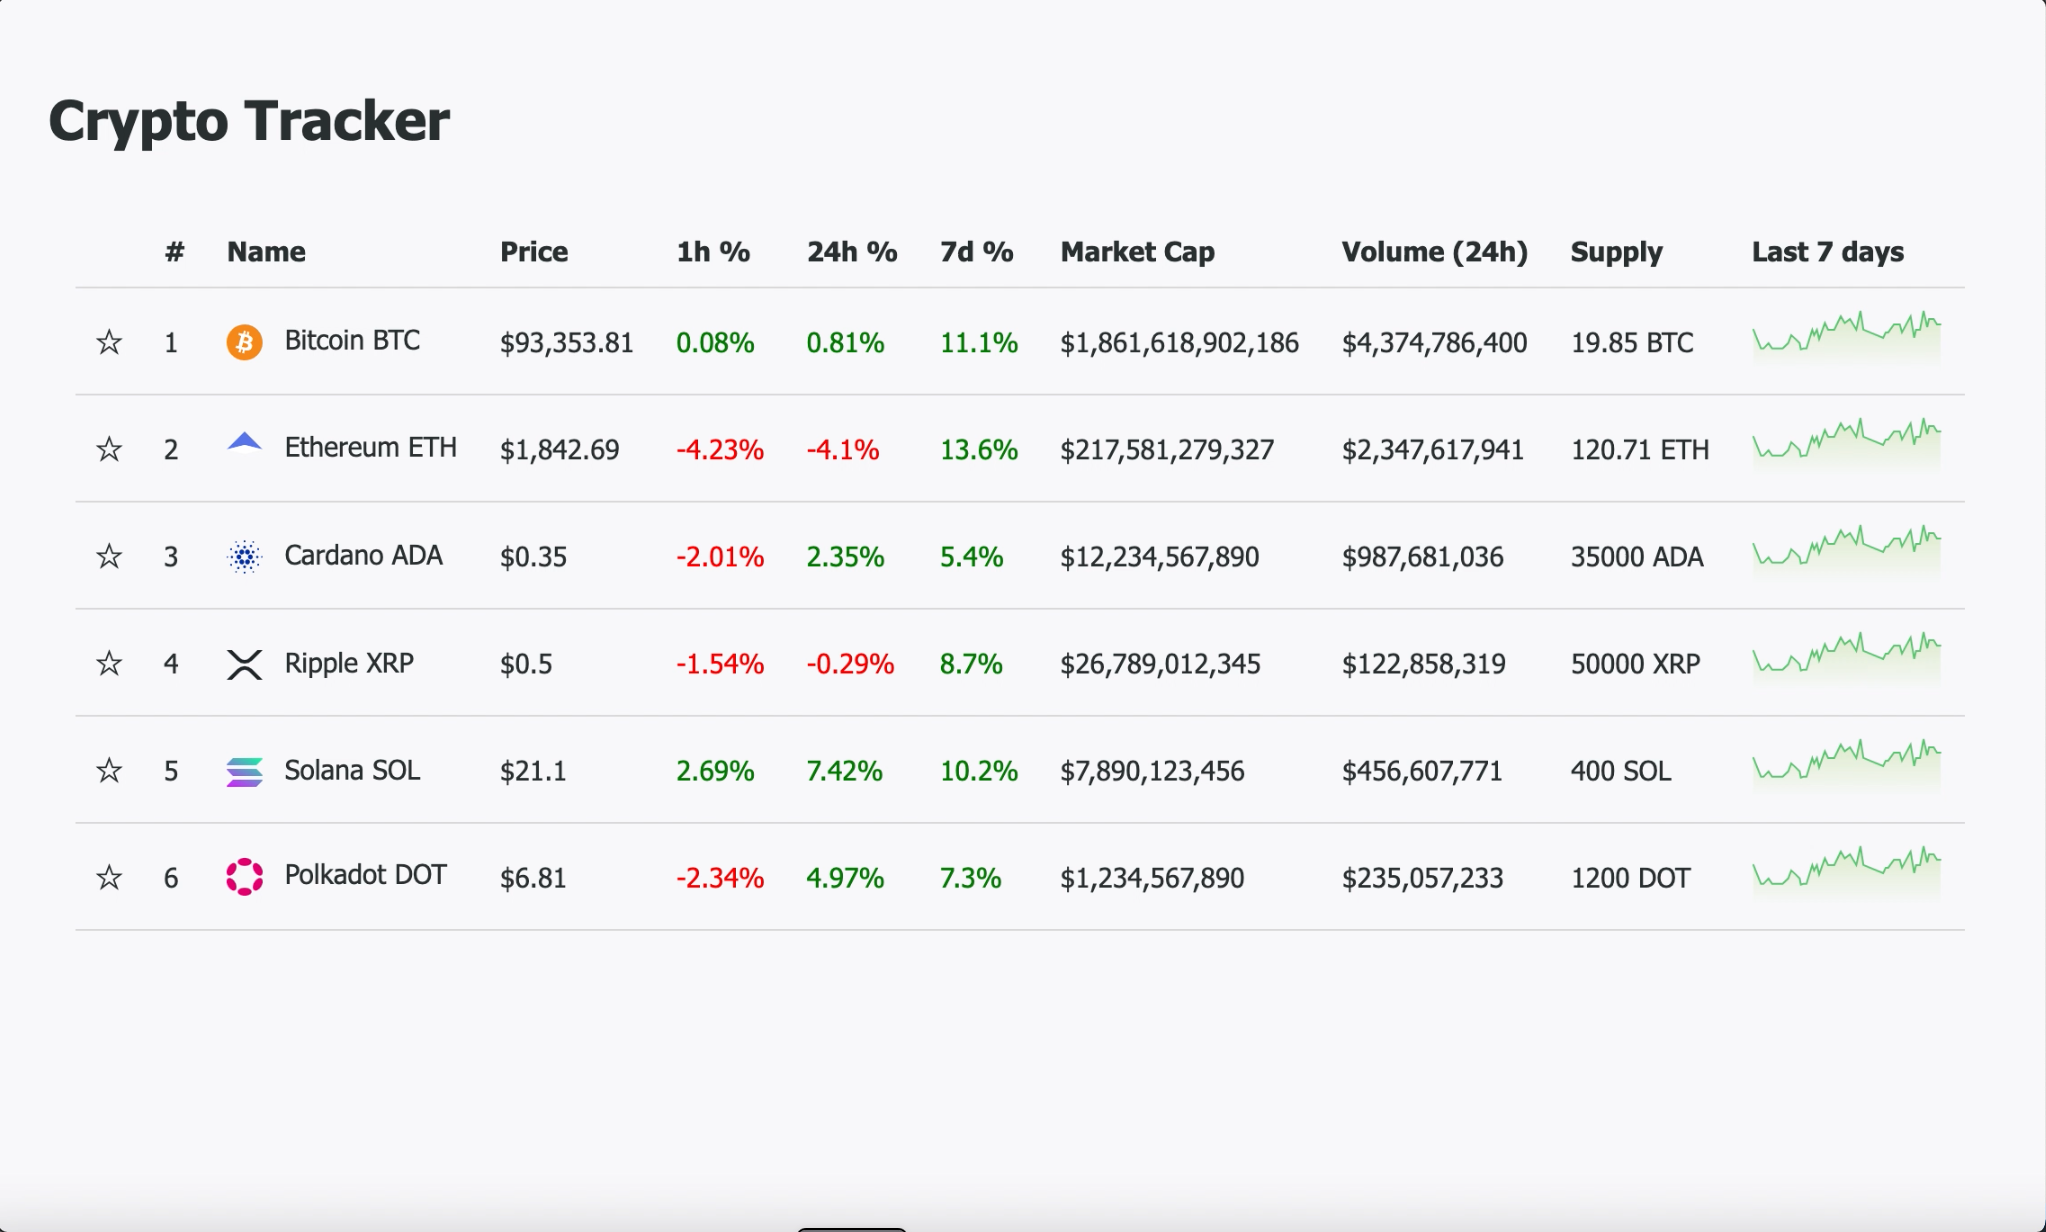 Crypto Tracker
# Name Price 1h % 24h % 7d % Market Cap Volume (24h) Supply Last 7 days
1 Bitcoin BTC $93,353.81 0.08% 0.81% 11.1% $1,861,618,902,186 $4,374,786,400 19.85 BTC
2 Ethereum ETH $1,842.69 -4.23% -4.1% 13.6% $217,581,279,327 $2,347,617,941 120.71 ETH
3 Cardano ADA $0.35 -2.01% 2.35% 5.4% $12,234,567,890 $987,681,036 35000 ADA
4 Ripple XRP $0.5 -1.54% -0.29% 8.7% $26,789,012,345 $122,858,319 50000 XRP
5 Solana SOL $21.1 2.69% 7.42% 10.2% $7,890,123,456 $456,607,771 400 SOL
6 Polkadot DOT $6.81 -2.34% 4.97% 7.3% $1,234,567,890 $235,057,233 1200 DOT